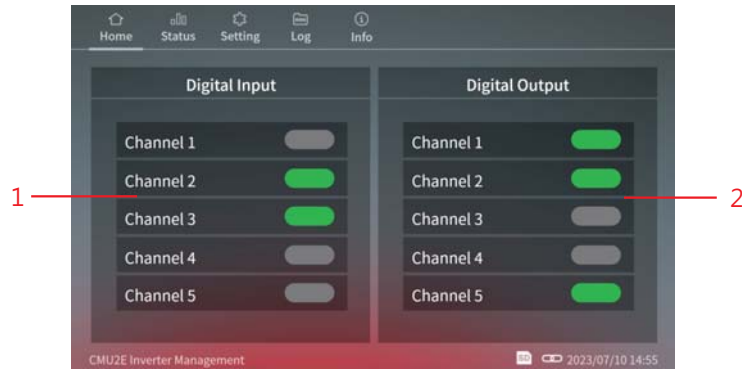 Home Status Setting Log Info
Digital Input
Channel 1
Channel 2
Channel 3
Channel 4
Channel 5
Digital Output
Channel 1
Channel 2
Channel 3
Channel 4
Channel 5
1
2
CMU2E Inverter Management
SD 2023/07/10 14:55